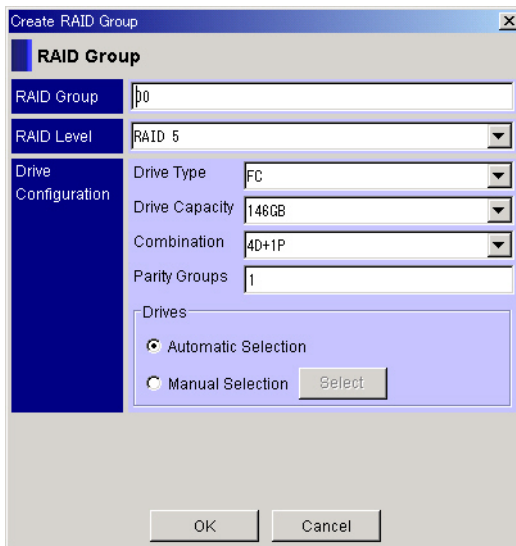 Create RAID Group
RAID Group
RAID Group 00
RAID Level RAID 5
Drive Configuration
Drive Type FC
Drive Capacity 146GB
Combination 4D+1P
Parity Groups 1
Drives
Automatic Selection
Manual Selection Select
OK Cancel